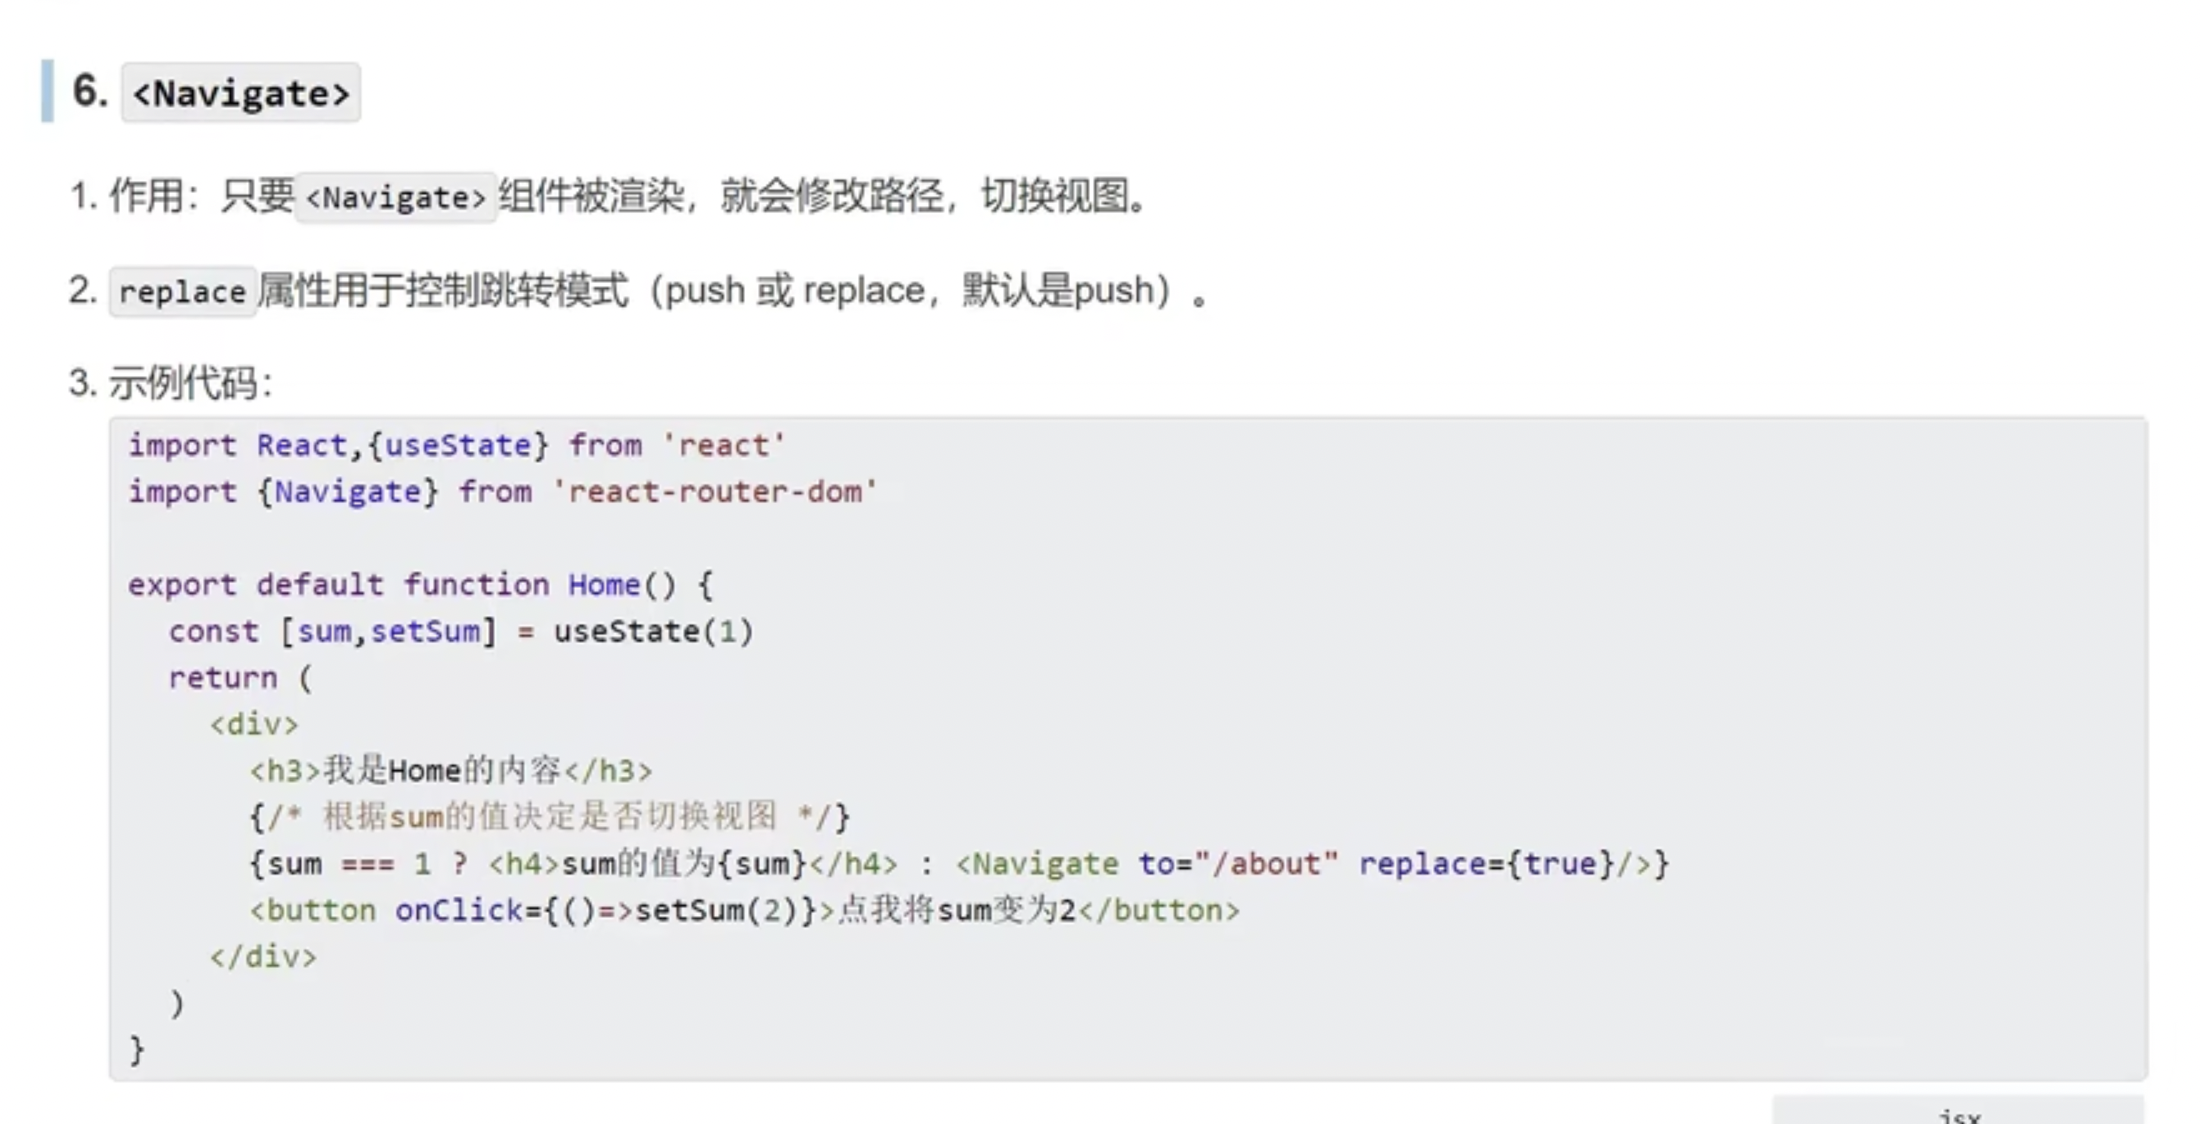 6. <Navigate>
1. 作用：只要<Navigate>组件被渲染，就会修改路径，切换视图。
2. replace属性用于控制跳转模式（push 或 replace，默认是push）。
3. 示例代码：
import React,{useState} from 'react'
import {Navigate} from 'react-router-dom'
export default function Home() {
const [sum,setSum] = useState(1)
return (
<div>
<h3>我是Home的内容</h3>
{/* 根据sum的值决定是否切换视图 */}
{sum === 1 ? <h4>sum的值为{sum}</h4> : <Navigate to="/about" replace={true}/>}
<button onClick={()=>setSum(2)}>点我将sum变为2</button>
</div>
)
}
jsx